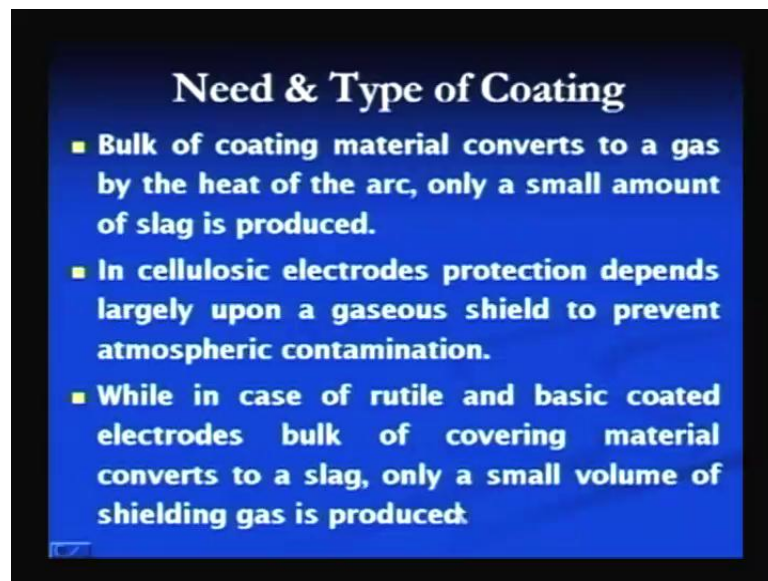 Need & Type of Coating
Bulk of coating material converts to a gas
by the heat of the arc, only a small amount
of slag is produced.
In cellulosic electrodes protection depends
largely upon a gaseous shield to prevent
atmospheric contamination.
While in case of rutile and basic coated
electrodes bulk of covering material
converts to a slag, only a small volume of
shielding gas is produced.